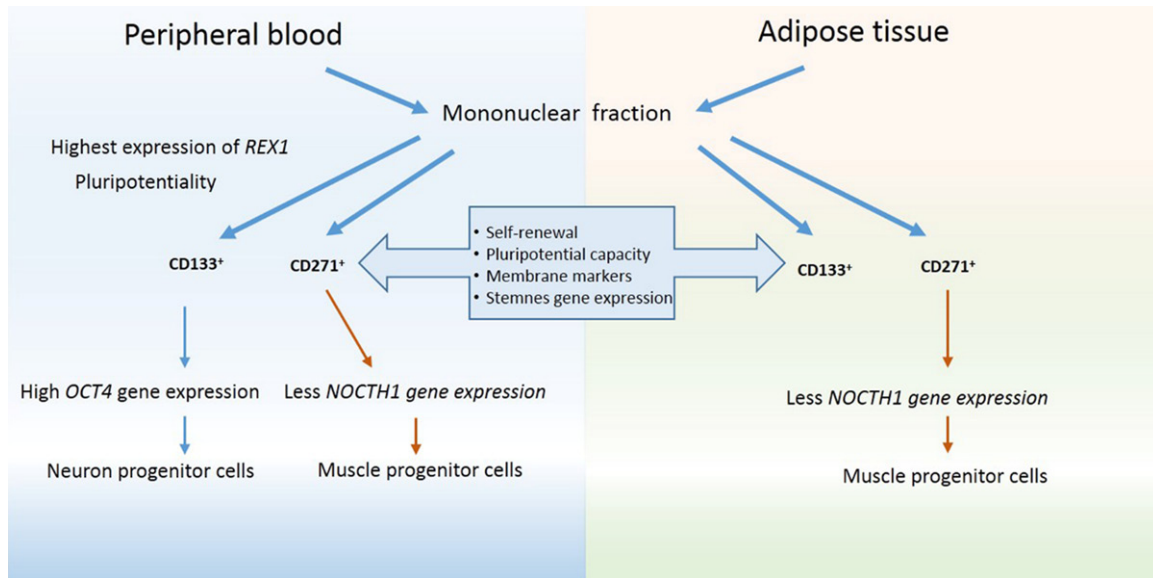 Peripheral blood
Adipose tissue
Mononuclear fraction
Highest expression of REX1
Pluripotentiality
• Self-renewal
• Pluripotential capacity
• Membrane markers
• Stemnes gene expression
CD133⁺
CD271⁺
CD133⁺
CD271⁺
High OCT4 gene expression
Less NOCTH1 gene expression
Less NOCTH1 gene expression
Neuron progenitor cells
Muscle progenitor cells
Muscle progenitor cells